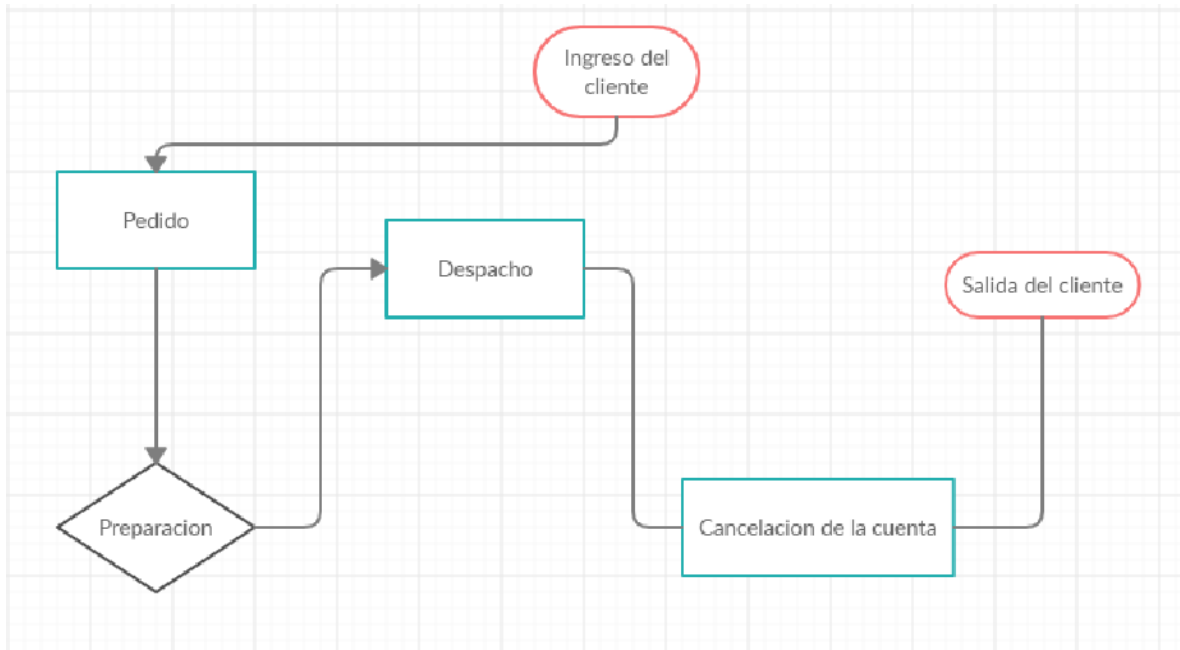 Ingreso del
cliente
Pedido
Despacho
Salida del cliente
Preparacion
Cancelacion de la cuenta